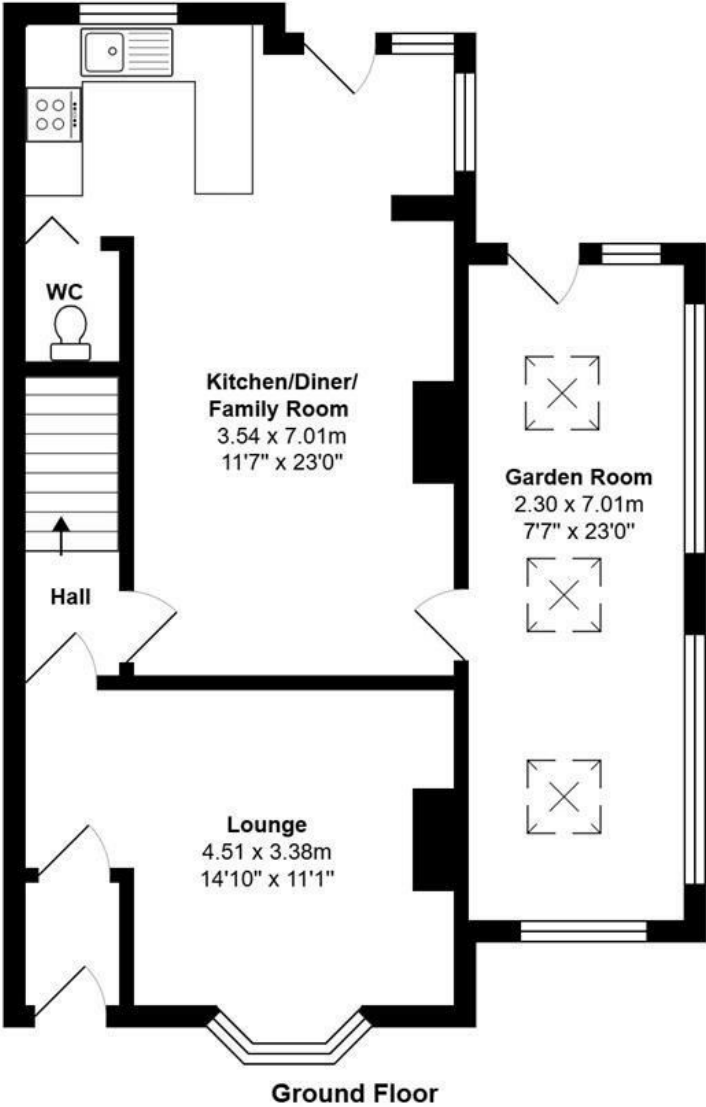 WC
Kitchen/Diner/
Family Room
3.54 x 7.01m
11'7" x 23'0"
Garden Room
2.30 x 7.01m
7'7" x 23'0"
Hall
Lounge
4.51 x 3.38m
14'10" x 11'1"
Ground Floor